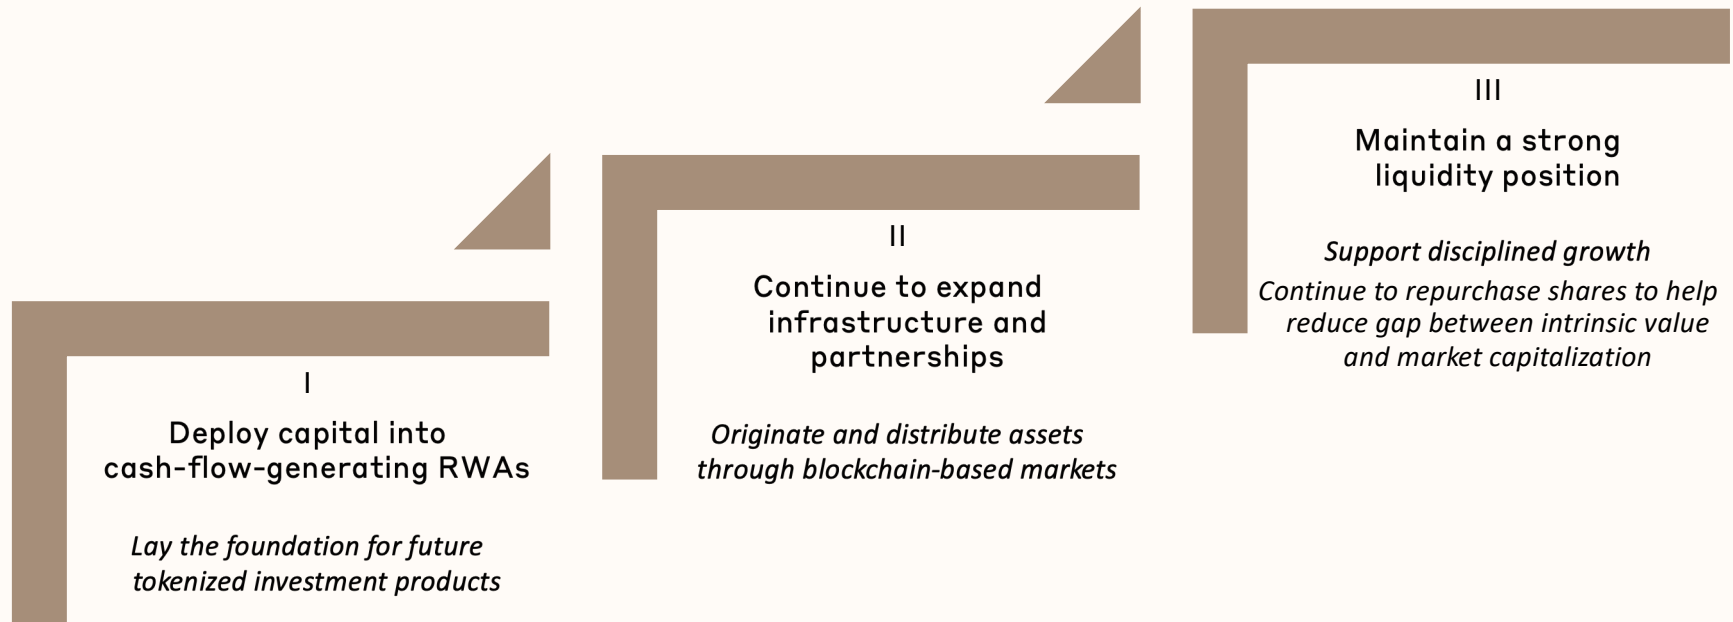 I
Deploy capital into
cash-flow-generating RWAs
Lay the foundation for future
tokenized investment products
II
Continue to expand
infrastructure and
partnerships
Originate and distribute assets
through blockchain-based markets
III
Maintain a strong
liquidity position
Support disciplined growth
Continue to repurchase shares to help
reduce gap between intrinsic value
and market capitalization